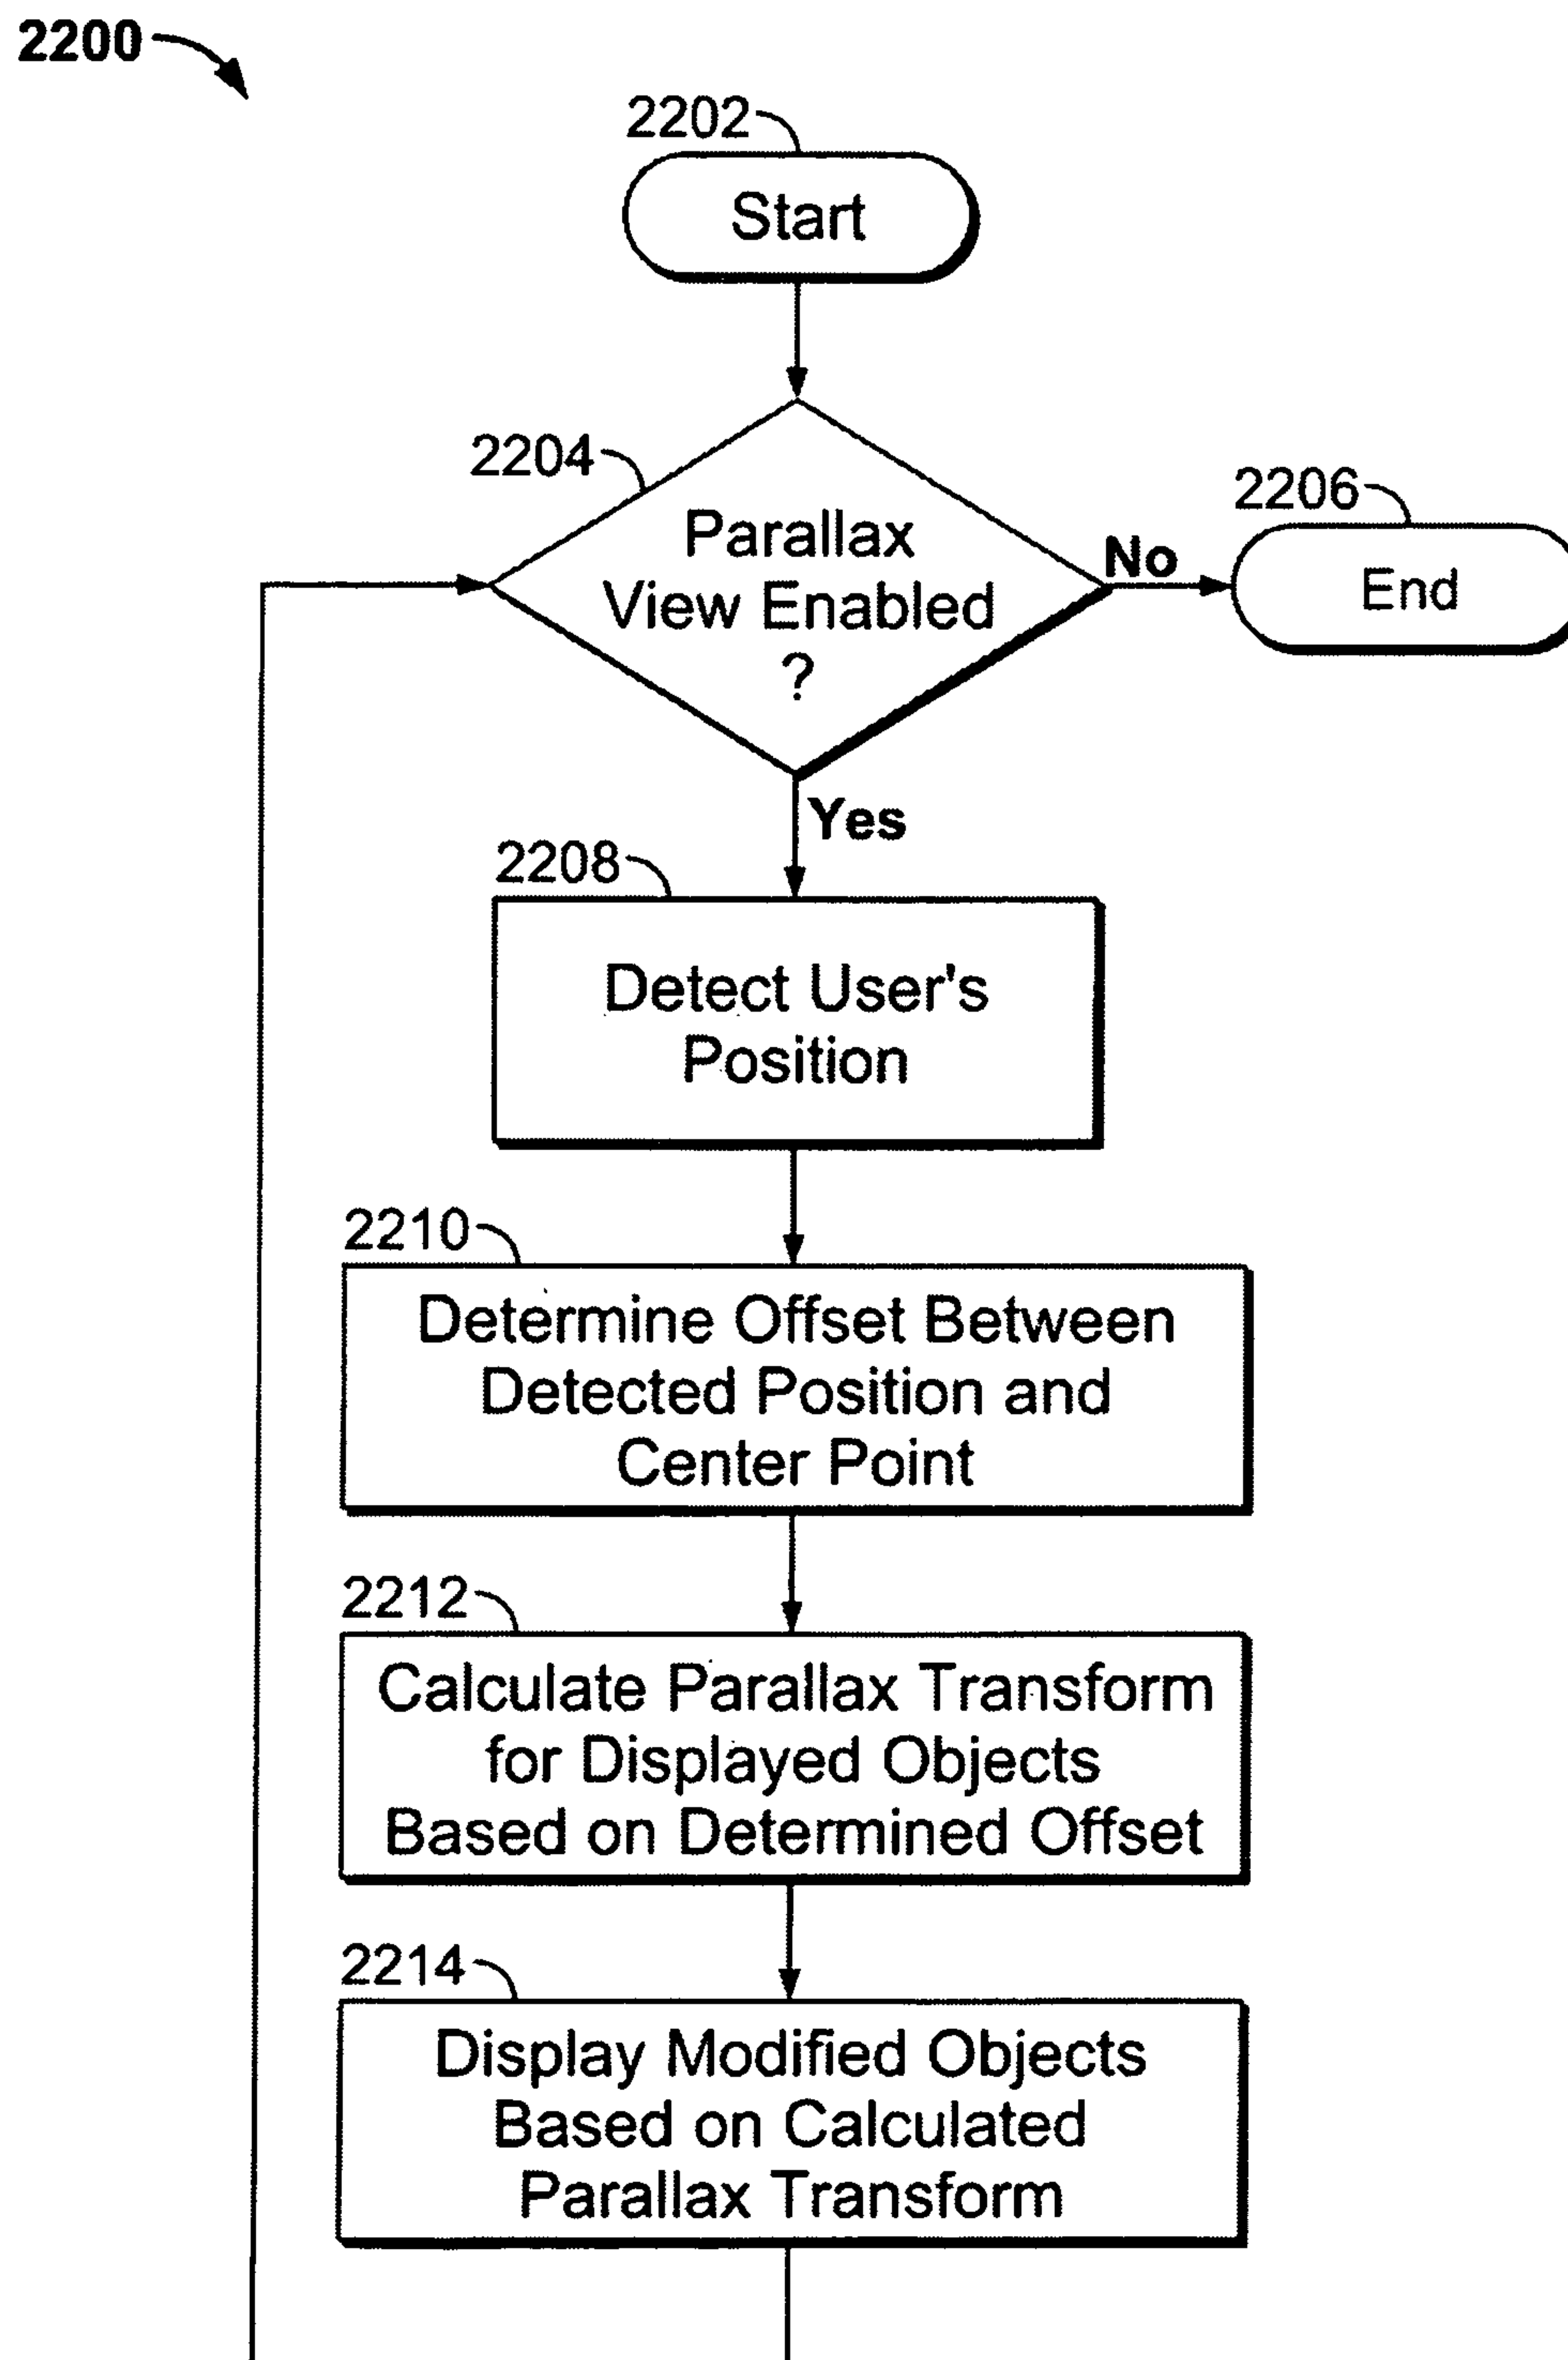 2200
2202
Start
2204
Parallax
View Enabled
?
No
2206
End
Yes
2208
Detect User's
Position
2210
Determine Offset Between
Detected Position and
Center Point
2212
Calculate Parallax Transform
for Displayed Objects
Based on Determined Offset
2214
Display Modified Objects
Based on Calculated
Parallax Transform